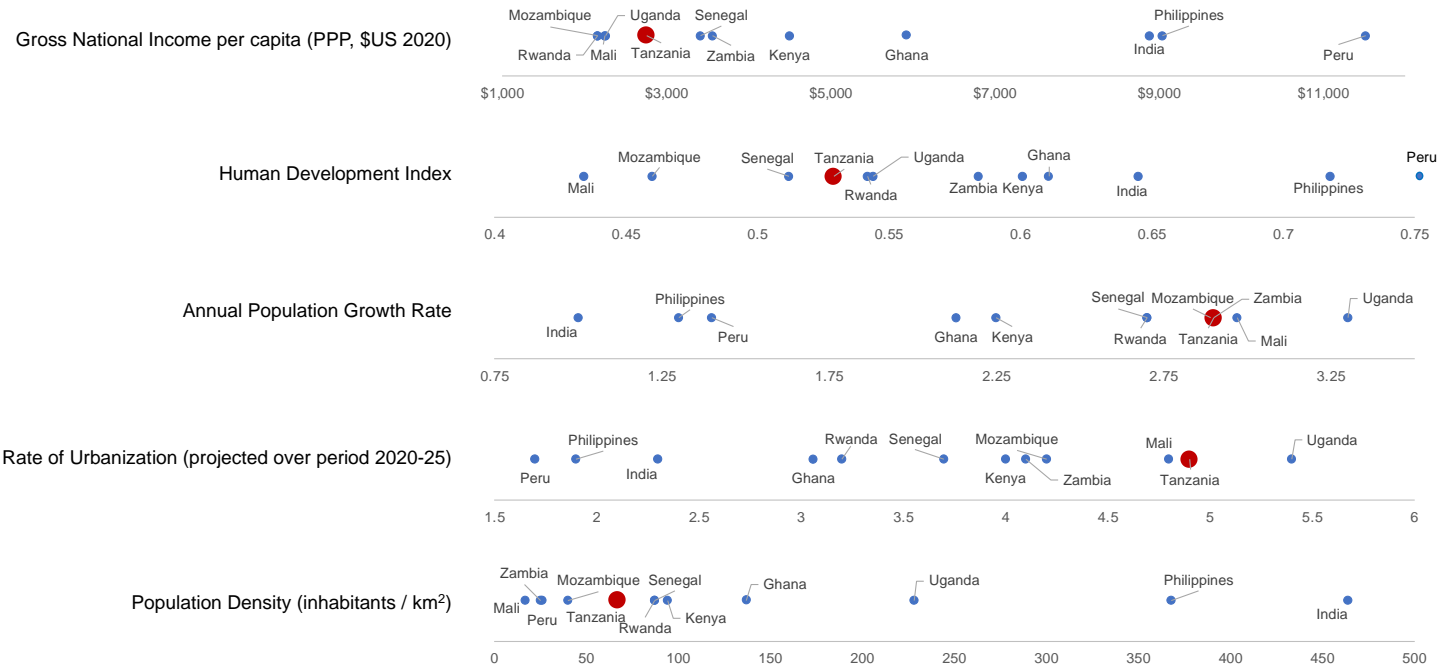 Gross National Income per capita (PPP, $US 2020)
Mozambique Uganda Senegal Philippines
Rwanda Mali Tanzania Zambia Kenya Ghana India Peru
$1,000 $3,000 $5,000 $7,000 $9,000 $11,000
Human Development Index
Mozambique Senegal Tanzania Uganda Ghana Peru
Mali Rwanda Zambia Kenya India Philippines
0.4 0.45 0.5 0.55 0.6 0.65 0.7 0.75
Annual Population Growth Rate
Philippines Senegal Mozambique Zambia Uganda
India Peru Ghana Kenya Rwanda Tanzania Mali
0.75 1.25 1.75 2.25 2.75 3.25
Rate of Urbanization (projected over period 2020-25)
Philippines Rwanda Senegal Mozambique Mali Uganda
Peru India Ghana Kenya Zambia Tanzania
1.5 2 2.5 3 3.5 4 4.5 5 5.5 6
Population Density (inhabitants / km²)
Zambia Mozambique Senegal Ghana Uganda Philippines
Mali Peru Tanzania Rwanda Kenya India
0 50 100 150 200 250 300 350 400 450 500